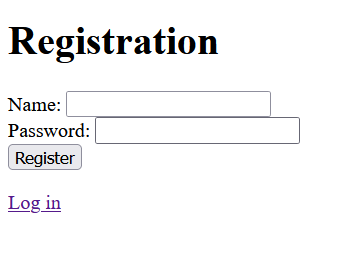 Registration
Name:
Password:
Register
Log in